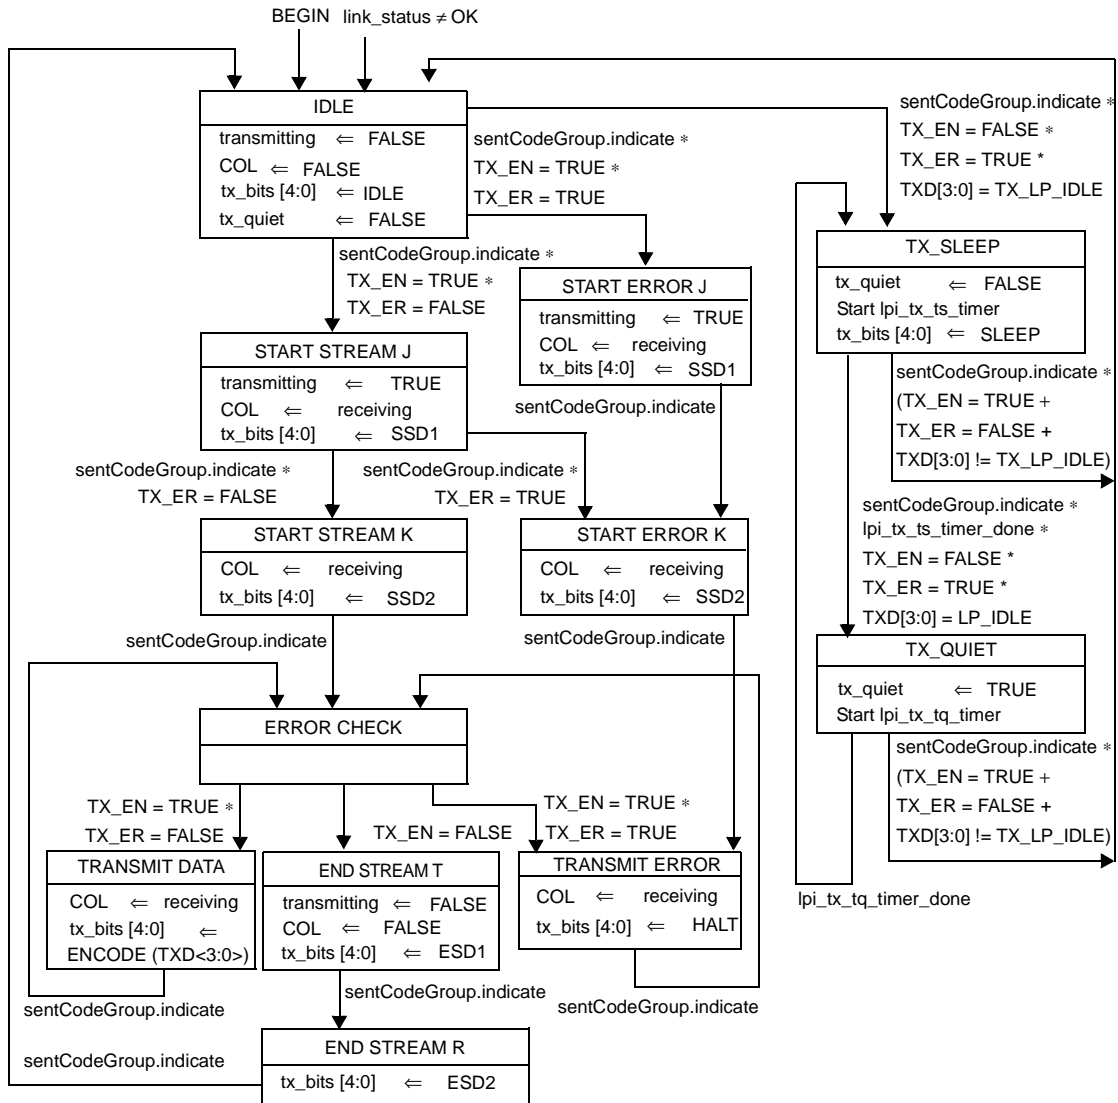 BEGIN link_status ≠ OK
IDLE
transmitting ⇐ FALSE
COL ⇐ FALSE
tx_bits [4:0] ⇐ IDLE
tx_quiet ⇐ FALSE
sentCodeGroup.indicate *
TX_EN = TRUE *
TX_ER = TRUE
sentCodeGroup.indicate *
TX_EN = FALSE *
TX_ER = TRUE *
TXD[3:0] = TX_LP_IDLE
sentCodeGroup.indicate *
TX_EN = TRUE *
TX_ER = FALSE
START ERROR J
transmitting ⇐ TRUE
COL ⇐ receiving
tx_bits [4:0] ⇐ SSD1
sentCodeGroup.indicate
TX_SLEEP
tx_quiet ⇐ FALSE
Start lpi_tx_ts_timer
tx_bits [4:0] ⇐ SLEEP
START STREAM J
transmitting ⇐ TRUE
COL ⇐ receiving
tx_bits [4:0] ⇐ SSD1
sentCodeGroup.indicate *
(TX_EN = TRUE +
TX_ER = FALSE +
TXD[3:0] != TX_LP_IDLE)
sentCodeGroup.indicate *
TX_ER = FALSE
sentCodeGroup.indicate *
TX_ER = TRUE
sentCodeGroup.indicate *
lpi_tx_ts_timer_done *
TX_EN = FALSE *
TX_ER = TRUE *
TXD[3:0] = LP_IDLE
START STREAM K
COL ⇐ receiving
tx_bits [4:0] ⇐ SSD2
sentCodeGroup.indicate
START ERROR K
COL ⇐ receiving
tx_bits [4:0] ⇐ SSD2
sentCodeGroup.indicate
TX_QUIET
tx_quiet ⇐ TRUE
Start lpi_tx_tq_timer
sentCodeGroup.indicate *
(TX_EN = TRUE +
TX_ER = FALSE +
TXD[3:0] != TX_LP_IDLE)
lpi_tx_tq_timer_done
ERROR CHECK
TX_EN = TRUE *
TX_ER = FALSE
TX_EN = FALSE
TX_EN = TRUE *
TX_ER = TRUE
TRANSMIT DATA
COL ⇐ receiving
tx_bits [4:0] ⇐
ENCODE (TXD<3:0>)
sentCodeGroup.indicate
END STREAM T
transmitting ⇐ FALSE
COL ⇐ FALSE
tx_bits [4:0] ⇐ ESD1
sentCodeGroup.indicate
TRANSMIT ERROR
COL ⇐ receiving
tx_bits [4:0] ⇐ HALT
sentCodeGroup.indicate
END STREAM R
tx_bits [4:0] ⇐ ESD2
sentCodeGroup.indicate